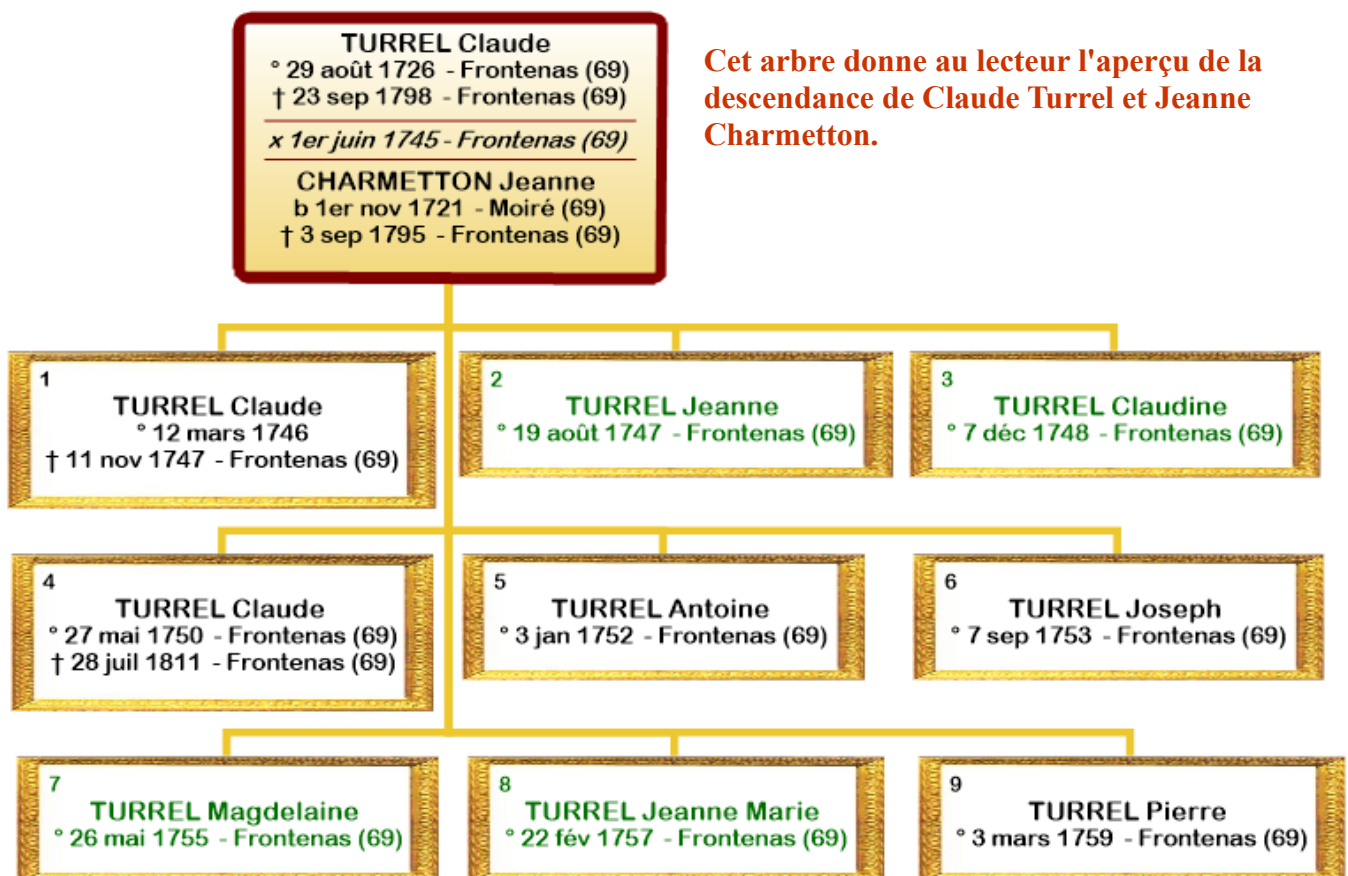 TURREL Claude
° 29 août 1726 - Frontenas (69)
† 23 sep 1798 - Frontenas (69)
x 1er juin 1745 - Frontenas (69)
CHARMETTON Jeanne
b 1er nov 1721 - Moiré (69)
† 3 sep 1795 - Frontenas (69)
Cet arbre donne au lecteur l'aperçu de la
descendance de Claude Turrel et Jeanne
Charmetton.
1
TURREL Claude
° 12 mars 1746
† 11 nov 1747 - Frontenas (69)
2
TURREL Jeanne
° 19 août 1747 - Frontenas (69)
3
TURREL Claudine
° 7 déc 1748 - Frontenas (69)
4
TURREL Claude
° 27 mai 1750 - Frontenas (69)
† 28 juil 1811 - Frontenas (69)
5
TURREL Antoine
° 3 jan 1752 - Frontenas (69)
6
TURREL Joseph
° 7 sep 1753 - Frontenas (69)
7
TURREL Magdelaine
° 26 mai 1755 - Frontenas (69)
8
TURREL Jeanne Marie
° 22 fév 1757 - Frontenas (69)
9
TURREL Pierre
° 3 mars 1759 - Frontenas (69)